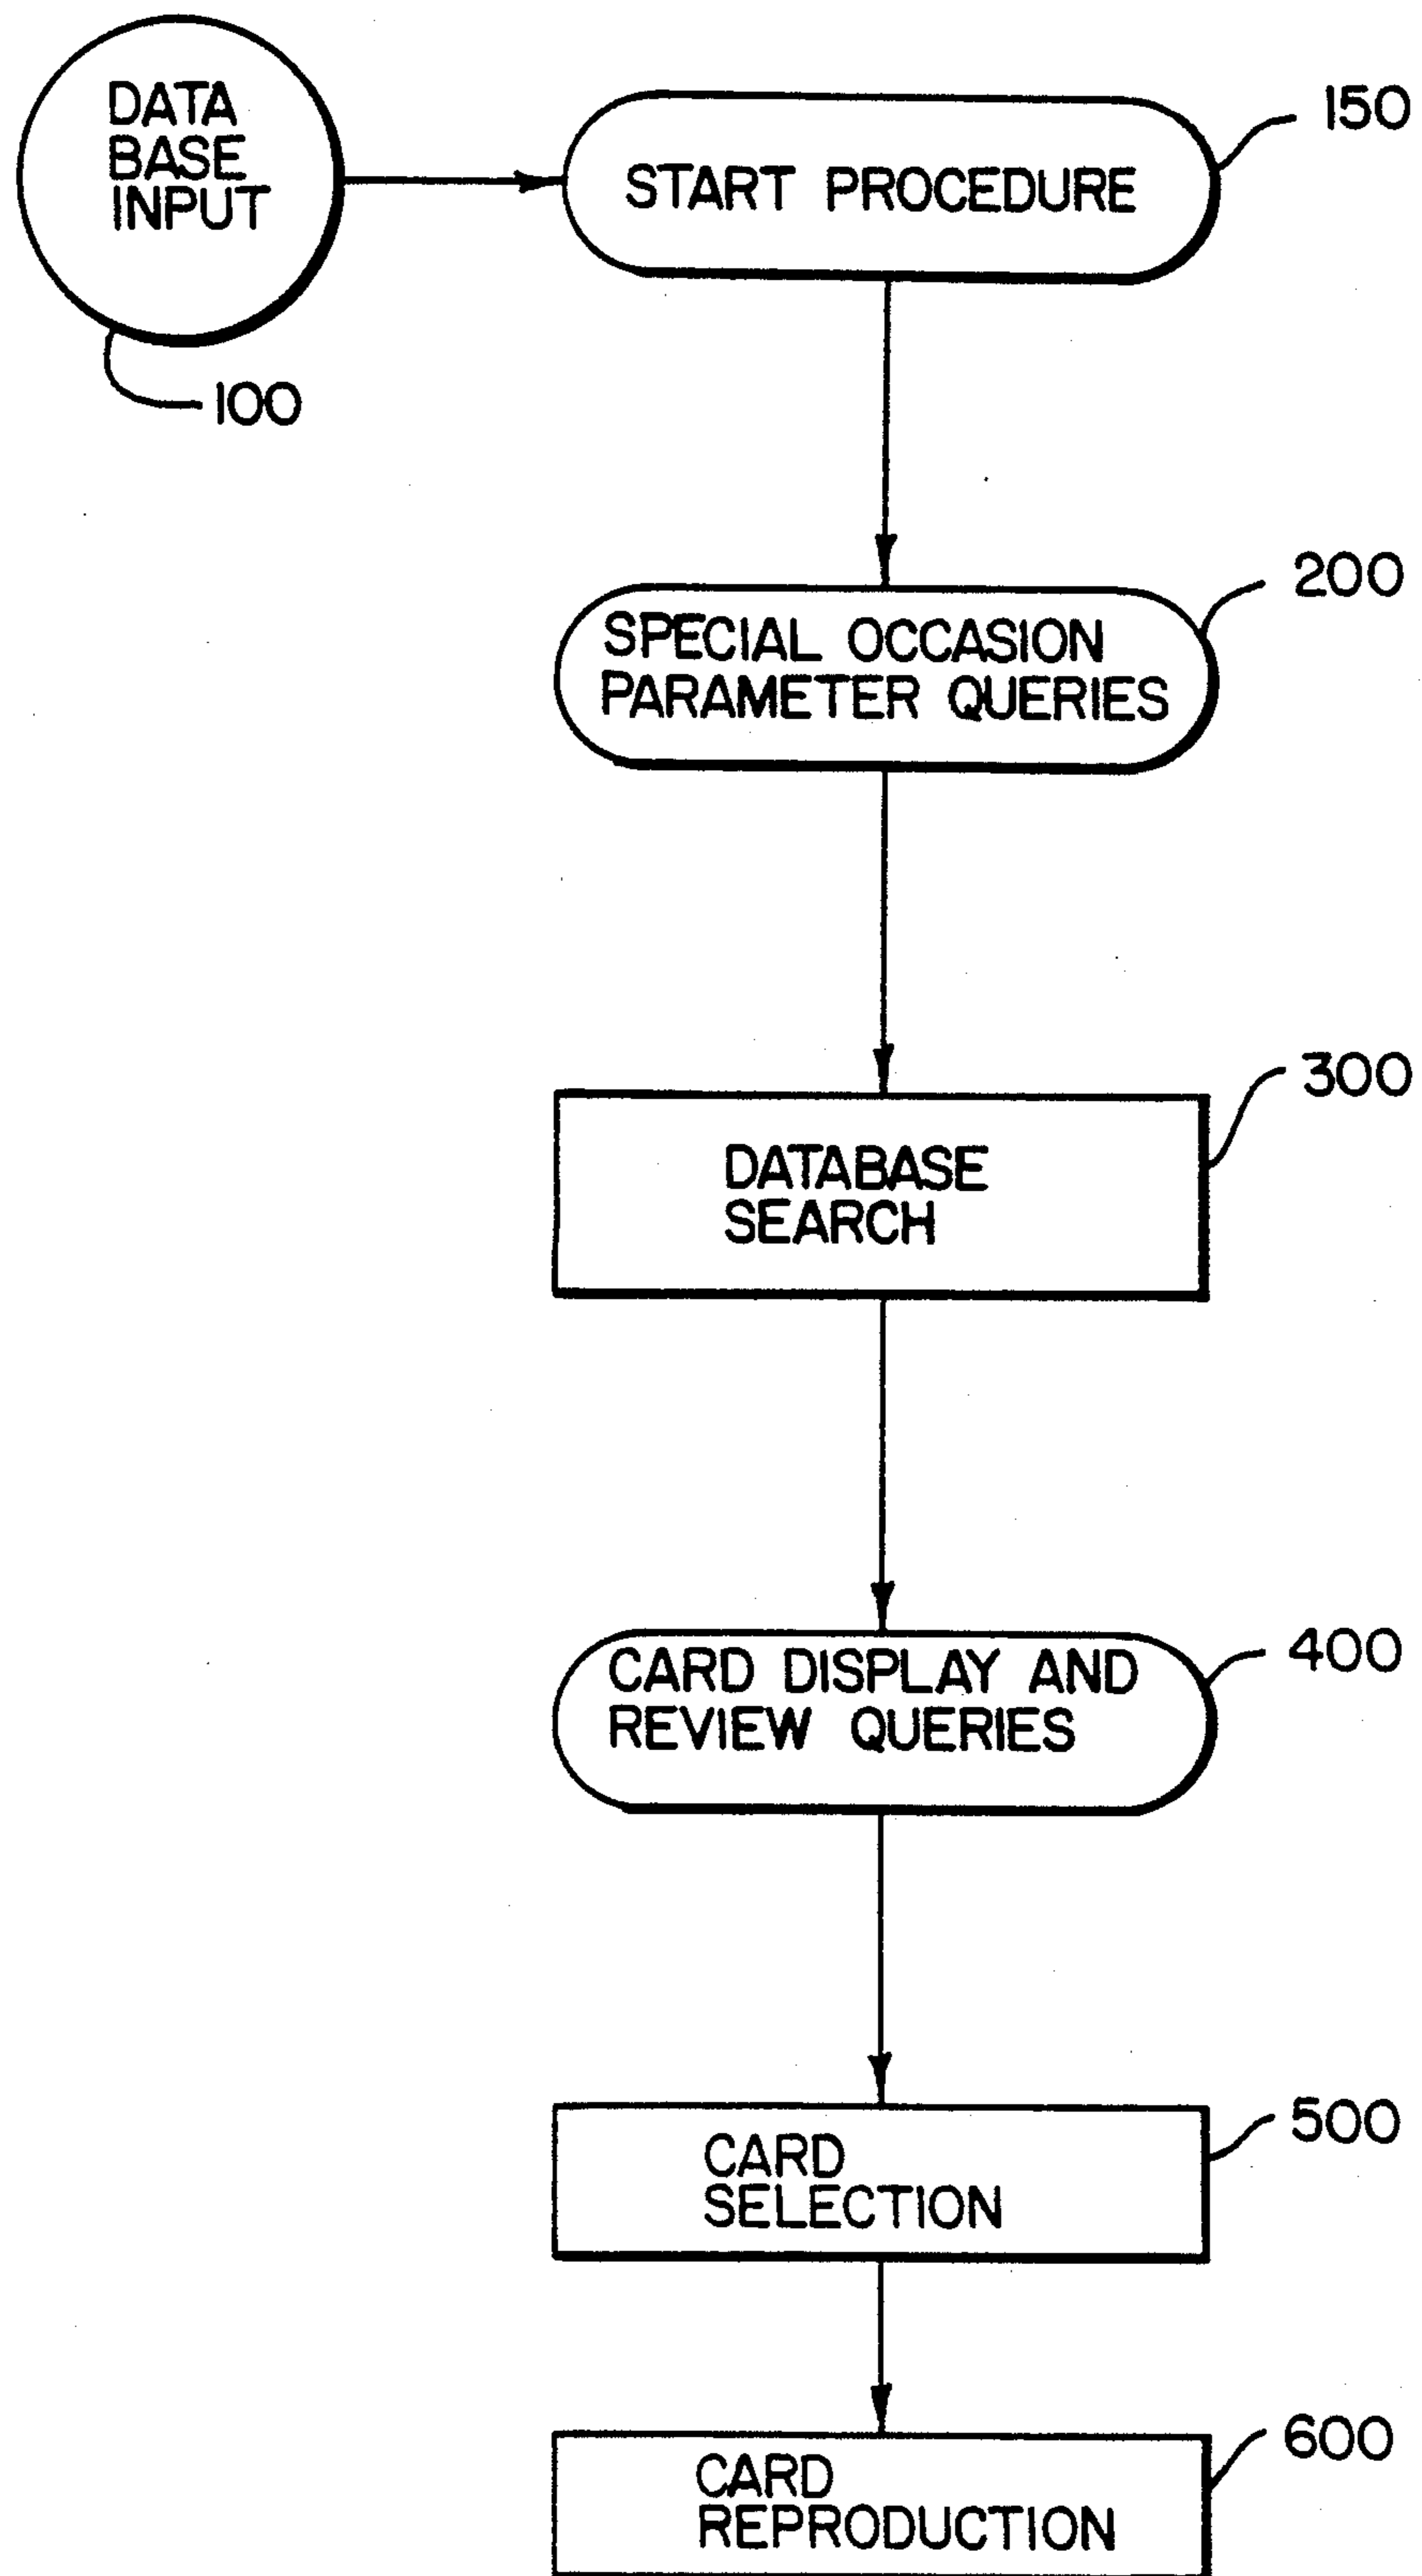 DATA
BASE
INPUT
100
START PROCEDURE
150
SPECIAL OCCASION
PARAMETER QUERIES
200
DATABASE
SEARCH
300
CARD DISPLAY AND
REVIEW QUERIES
400
CARD
SELECTION
500
CARD
REPRODUCTION
600